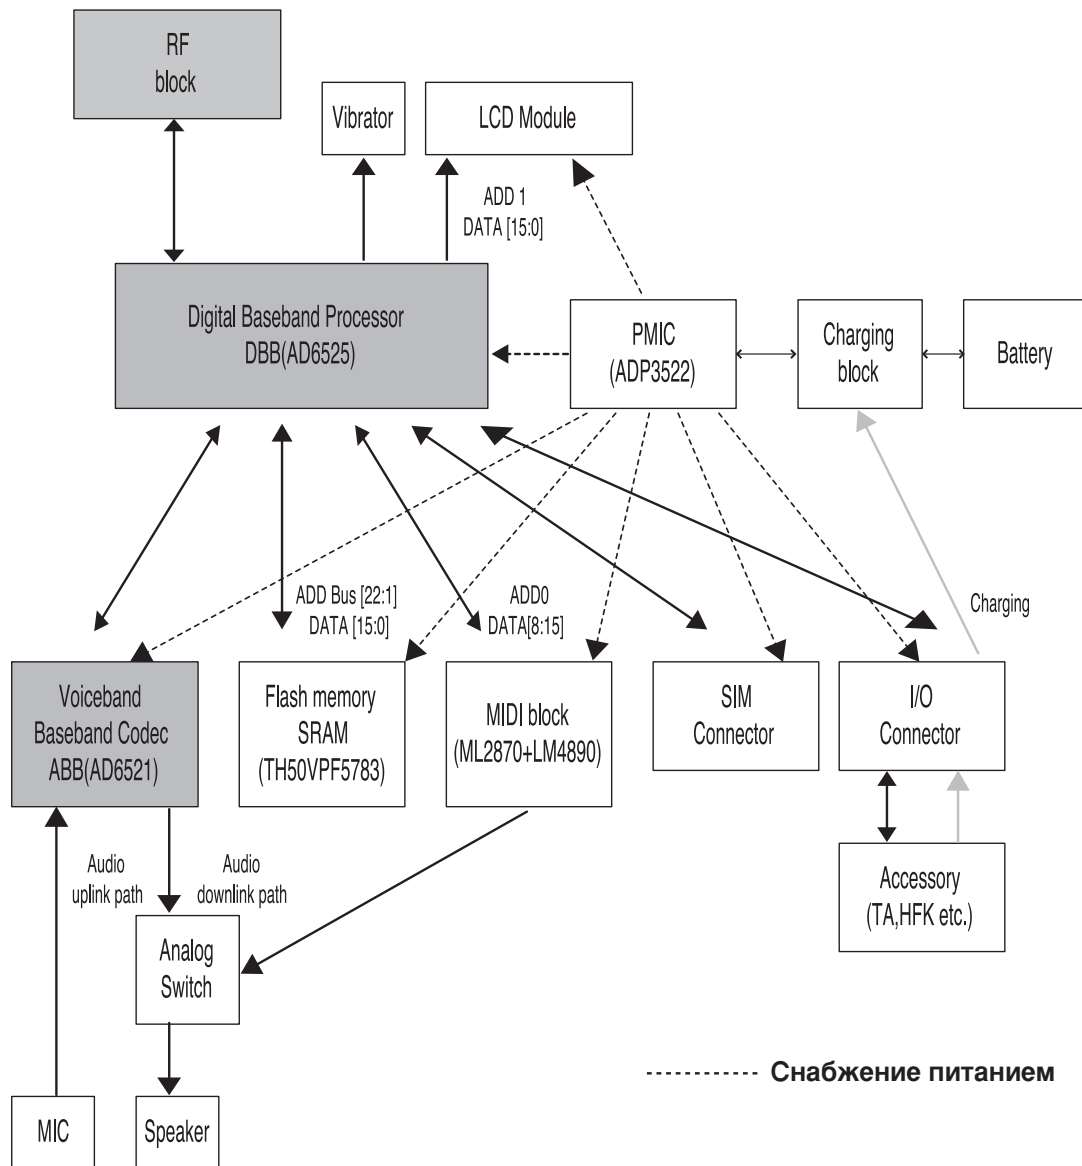 RF
block
Vibrator
LCD Module
ADD 1
DATA [15:0]
Digital Baseband Processor
DBB(AD6525)
PMIC
(ADP3522)
Charging
block
Battery
ADD Bus [22:1]
DATA [15:0]
ADD0
DATA[8:15]
Charging
Voiceband
Baseband Codec
ABB(AD6521)
Flash memory
SRAM
(TH50VPF5783)
MIDI block
(ML2870+LM4890)
SIM
Connector
I/O
Connector
Audio
uplink path
Audio
downlink path
Accessory
(TA,HFK etc.)
Analog
Switch
Снабжение питанием
MIC
Speaker